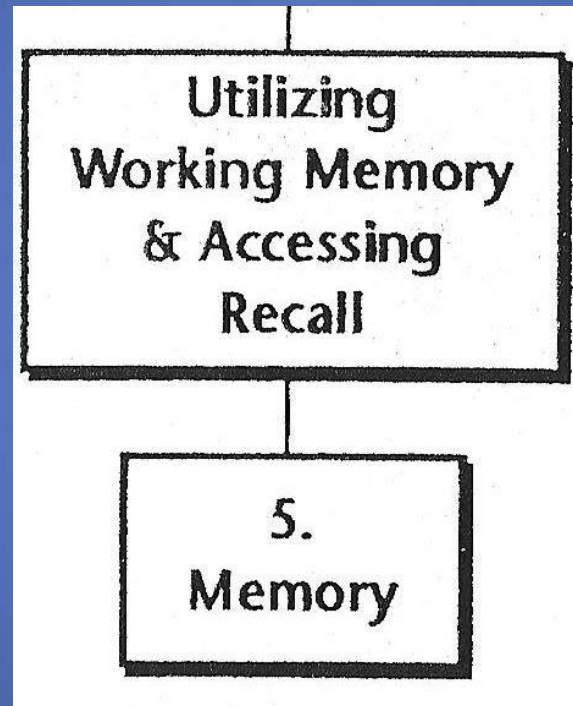 Utilizing
Working Memory
& Accessing
Recall
5.
Memory